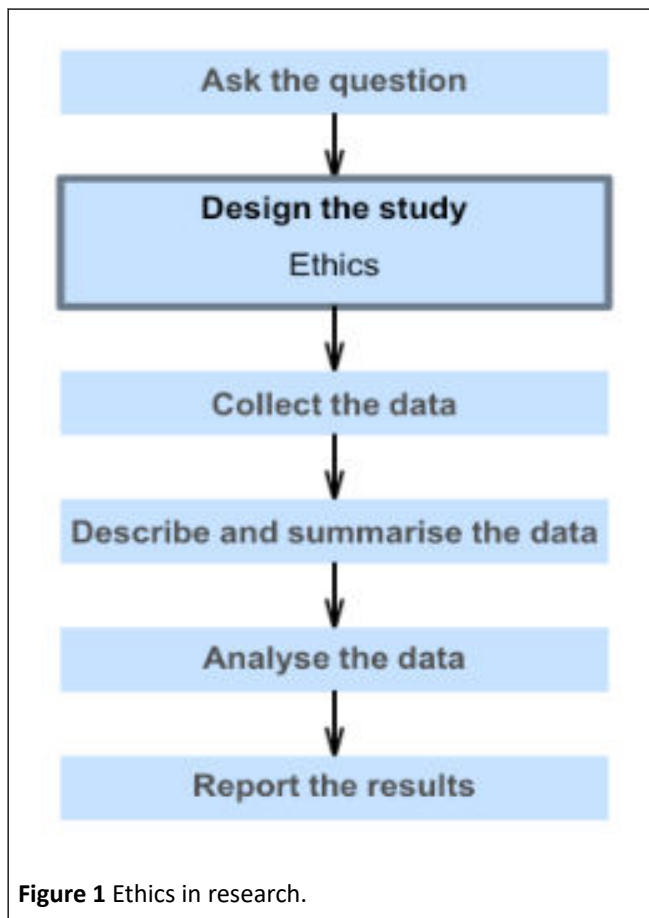 Ask the question
Design the study
Ethics
Collect the data
Describe and summarise the data
Analyse the data
Report the results
Figure 1 Ethics in research.